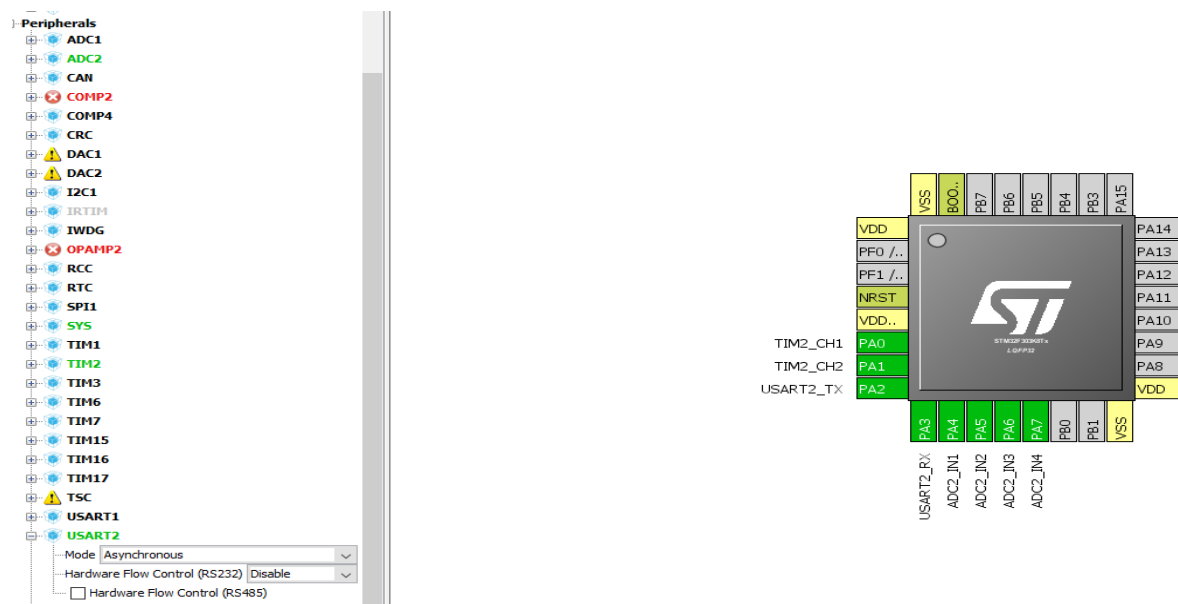 Peripherals
ADC1
ADC2
CAN
COMP2
COMP4
CRC
DAC1
DAC2
I2C1
IRTIM
IWDG
OPAMP2
RCC
RTC
SPI1
SYS
TIM1
TIM2
TIM3
TIM6
TIM7
TIM15
TIM16
TIM17
TSC
USART1
USART2
Mode Asynchronous
Hardware Flow Control (RS232) Disable
Hardware Flow Control (RS485)
VSS
BOO..
PB7
PB6
PB5
PB4
PB3
PA15
VDD
PF0 /..
PF1 /..
NRST
VDD..
TIM2_CH1 PA0
TIM2_CH2 PA1
USART2_TX PA2
PA14
PA13
PA12
PA11
PA10
PA9
PA8
VDD
STM32F303K8Tx
LQFP32
PA3
PA4
PA5
PA6
PA7
PB0
PB1
VSS
USART2_RX
ADC2_IN1
ADC2_IN2
ADC2_IN3
ADC2_IN4